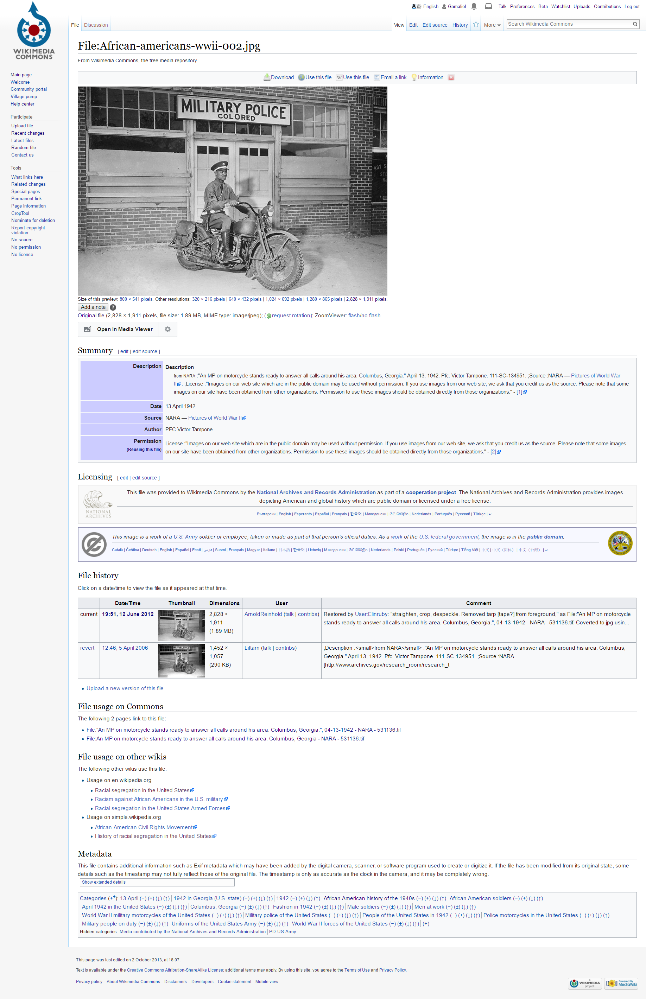 English Gamaliel Talk Preferences Beta Watchlist Uploads Contributions Log out
File Discussion View Edit Edit source History More Search Wikimedia Commons
WIKIMEDIA
COMMONS
Main page
Welcome
Community portal
Village pump
Help center
Participate
Upload file
Recent changes
Latest files
Random file
Contact us
Tools
What links here
Related changes
Special pages
Permanent link
Page information
CropTool
Nominate for deletion
Report copyright
violation
No source
No permission
No license
File:African-americans-wwii-002.jpg
From Wikimedia Commons, the free media repository
Download Use this file Use this file Email a link Information
MILITARY POLICE
COLORED
Size of this preview: 800 × 541 pixels. Other resolutions: 320 × 216 pixels | 640 × 432 pixels | 1,024 × 692 pixels | 1,280 × 865 pixels | 2,828 × 1,911 pixels.
Add a note ?
Original file (2,828 × 1,911 pixels, file size: 1.89 MB, MIME type: image/jpeg); (request rotation); ZoomViewer: flash/no flash
Open in Media Viewer
Summary [ edit | edit source ]
Description Description
from NARA :"An MP on motorcycle stands ready to answer all calls around his area. Columbus, Georgia." April 13, 1942. Pfc. Victor Tampone. 111-SC-134951. ;Source :NARA — Pictures of World War
II. ;License :"Images on our web site which are in the public domain may be used without permission. If you use images from our web site, we ask that you credit us as the source. Please note that some
images on our site have been obtained from other organizations. Permission to use these images should be obtained directly from those organizations." - [1]
Date 13 April 1942
Source NARA — Pictures of World War II
Author PFC Victor Tampone
Permission
(Reusing this file)
License :"Images on our web site which are in the public domain may be used without permission. If you use images from our web site, we ask that you credit us as the source. Please note that some images
on our site have been obtained from other organizations. Permission to use these images should be obtained directly from those organizations." - [2]
Licensing [ edit | edit source ]
NATIONAL
ARCHIVES
This file was provided to Wikimedia Commons by the National Archives and Records Administration as part of a cooperation project. The National Archives and Records Administration provides images
depicting American and global history which are public domain or licensed under a free license.
Български | English | Esperanto | Español | Français | 한국어 | Македонски | മലയാളം | Nederlands | Português | Русский | Türkçe | +/−
This image is a work of a U.S. Army soldier or employee, taken or made as part of that person's official duties. As a work of the U.S. federal government, the image is in the public domain.
Català | Čeština | Deutsch | English | Español | Eesti | فارسی | Suomi | Français | Magyar | Italiano | 日本語 | 한국어 | Lietuvių | Македонски | മലയാളം | Nederlands | Polski | Português | Русский | Türkçe | Tiếng Việt | 中文 | 中文（简体） | 中文（台灣） | +/−
File history
Click on a date/time to view the file as it appeared at that time.
Date/Time Thumbnail Dimensions User Comment
current 19:51, 12 June 2012 2,828 ×
1,911
(1.89 MB)
ArnoldReinhold (talk | contribs)
Restored by User:Elinruby: "straighten, crop, despeckle. Removed tarp [tape?] from foreground," as File:"An MP on motorcycle
stands ready to answer all calls around his area. Columbus, Georgia.", 04-13-1942 - NARA - 531136.tif. Coverted to jpg usin...
revert 12:46, 5 April 2006 1,452 ×
1,057
(290 KB)
Liftarn (talk | contribs)
;Description :<small>from NARA</small> :"An MP on motorcycle stands ready to answer all calls around his area. Columbus,
Georgia." April 13, 1942. Pfc. Victor Tampone. 111-SC-134951. ;Source :NARA —
[http://www.archives.gov/research_room/research_t
Upload a new version of this file
File usage on Commons
The following 2 pages link to this file:
File:"An MP on motorcycle stands ready to answer all calls around his area. Columbus, Georgia.", 04-13-1942 - NARA - 531136.tif
File:An MP on motorcycle stands ready to answer all calls around his area. Columbus, Georgia - NARA - 531136.tif
File usage on other wikis
The following other wikis use this file:
Usage on en.wikipedia.org
Racial segregation in the United States
Racism against African Americans in the U.S. military
Racial segregation in the United States Armed Forces
Usage on simple.wikipedia.org
African-American Civil Rights Movement
History of racial segregation in the United States
Metadata
This file contains additional information such as Exif metadata which may have been added by the digital camera, scanner, or software program used to create or digitize it. If the file has been modified from its original state, some
details such as the timestamp may not fully reflect those of the original file. The timestamp is only as accurate as the clock in the camera, and it may be completely wrong.
Show extended details
Categories (+⁺): 13 April (−) (±) (↓) (↑) | 1942 in Georgia (U.S. state) (−) (±) (↓) (↑) | 1942 (−) (±) (↓) (↑) | African American history of the 1940s (−) (±) (↓) (↑) | African American soldiers (−) (±) (↓) (↑)
| April 1942 in the United States (−) (±) (↓) (↑) | Columbus, Georgia (−) (±) (↓) (↑) | Fashion in 1942 (−) (±) (↓) (↑) | Male soldiers (−) (±) (↓) (↑) | Men at work (−) (±) (↓) (↑)
| World War II military motorcycles of the United States (−) (±) (↓) (↑) | Military police of the United States (−) (±) (↓) (↑) | People of the United States in 1942 (−) (±) (↓) (↑) | Police motorcycles in the United States (−) (±) (↓) (↑)
| Military people on duty (−) (±) (↓) (↑) | Uniforms of the United States Army (−) (±) (↓) (↑) | World War II forces of the United States (−) (±) (↓) (↑) | (+)
Hidden categories: Media contributed by the National Archives and Records Administration | PD US Army
This page was last edited on 2 October 2013, at 18:07.
Text is available under the Creative Commons Attribution-ShareAlike License; additional terms may apply. By using this site, you agree to the Terms of Use and Privacy Policy.
Privacy policy About Wikimedia Commons Disclaimers Developers Cookie statement Mobile view
a
WIKIMEDIA
project
Powered By
MediaWiki